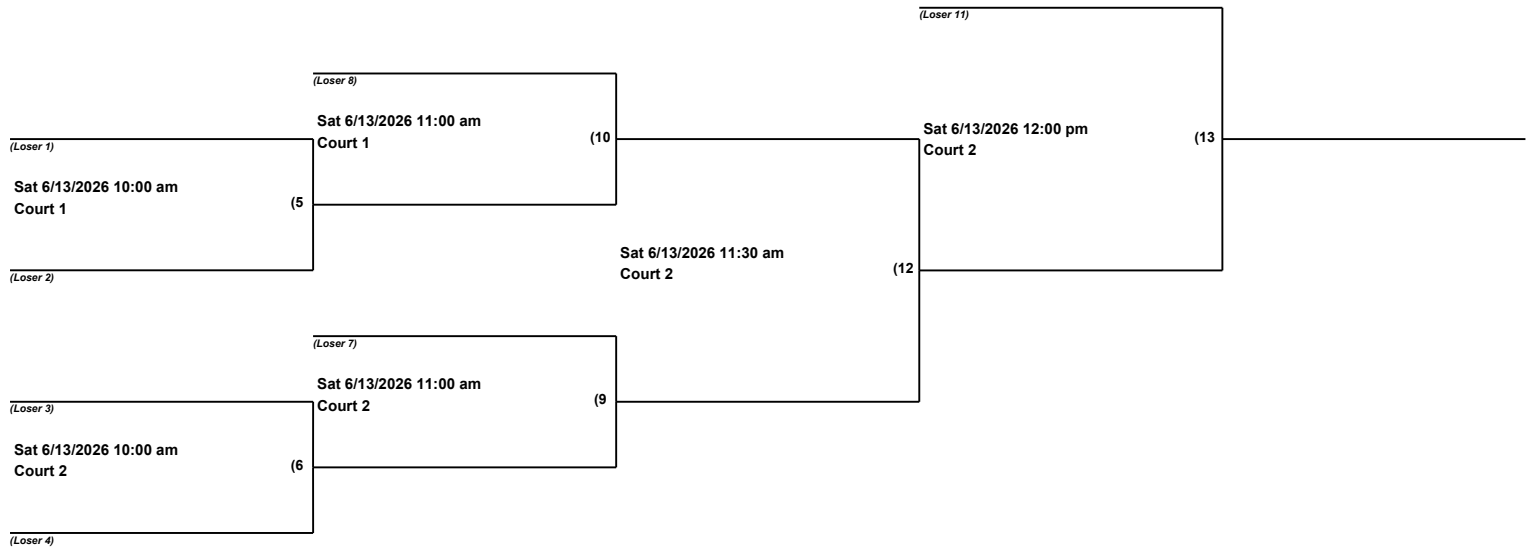 (Loser 11)
(Loser 8)
Sat 6/13/2026 11:00 am
Court 1
(10
Sat 6/13/2026 12:00 pm
Court 2
(13
(Loser 1)
Sat 6/13/2026 10:00 am
Court 1
(5
(Loser 2)
Sat 6/13/2026 11:30 am
Court 2
(12
(Loser 7)
Sat 6/13/2026 11:00 am
Court 2
(9
(Loser 3)
Sat 6/13/2026 10:00 am
Court 2
(6
(Loser 4)